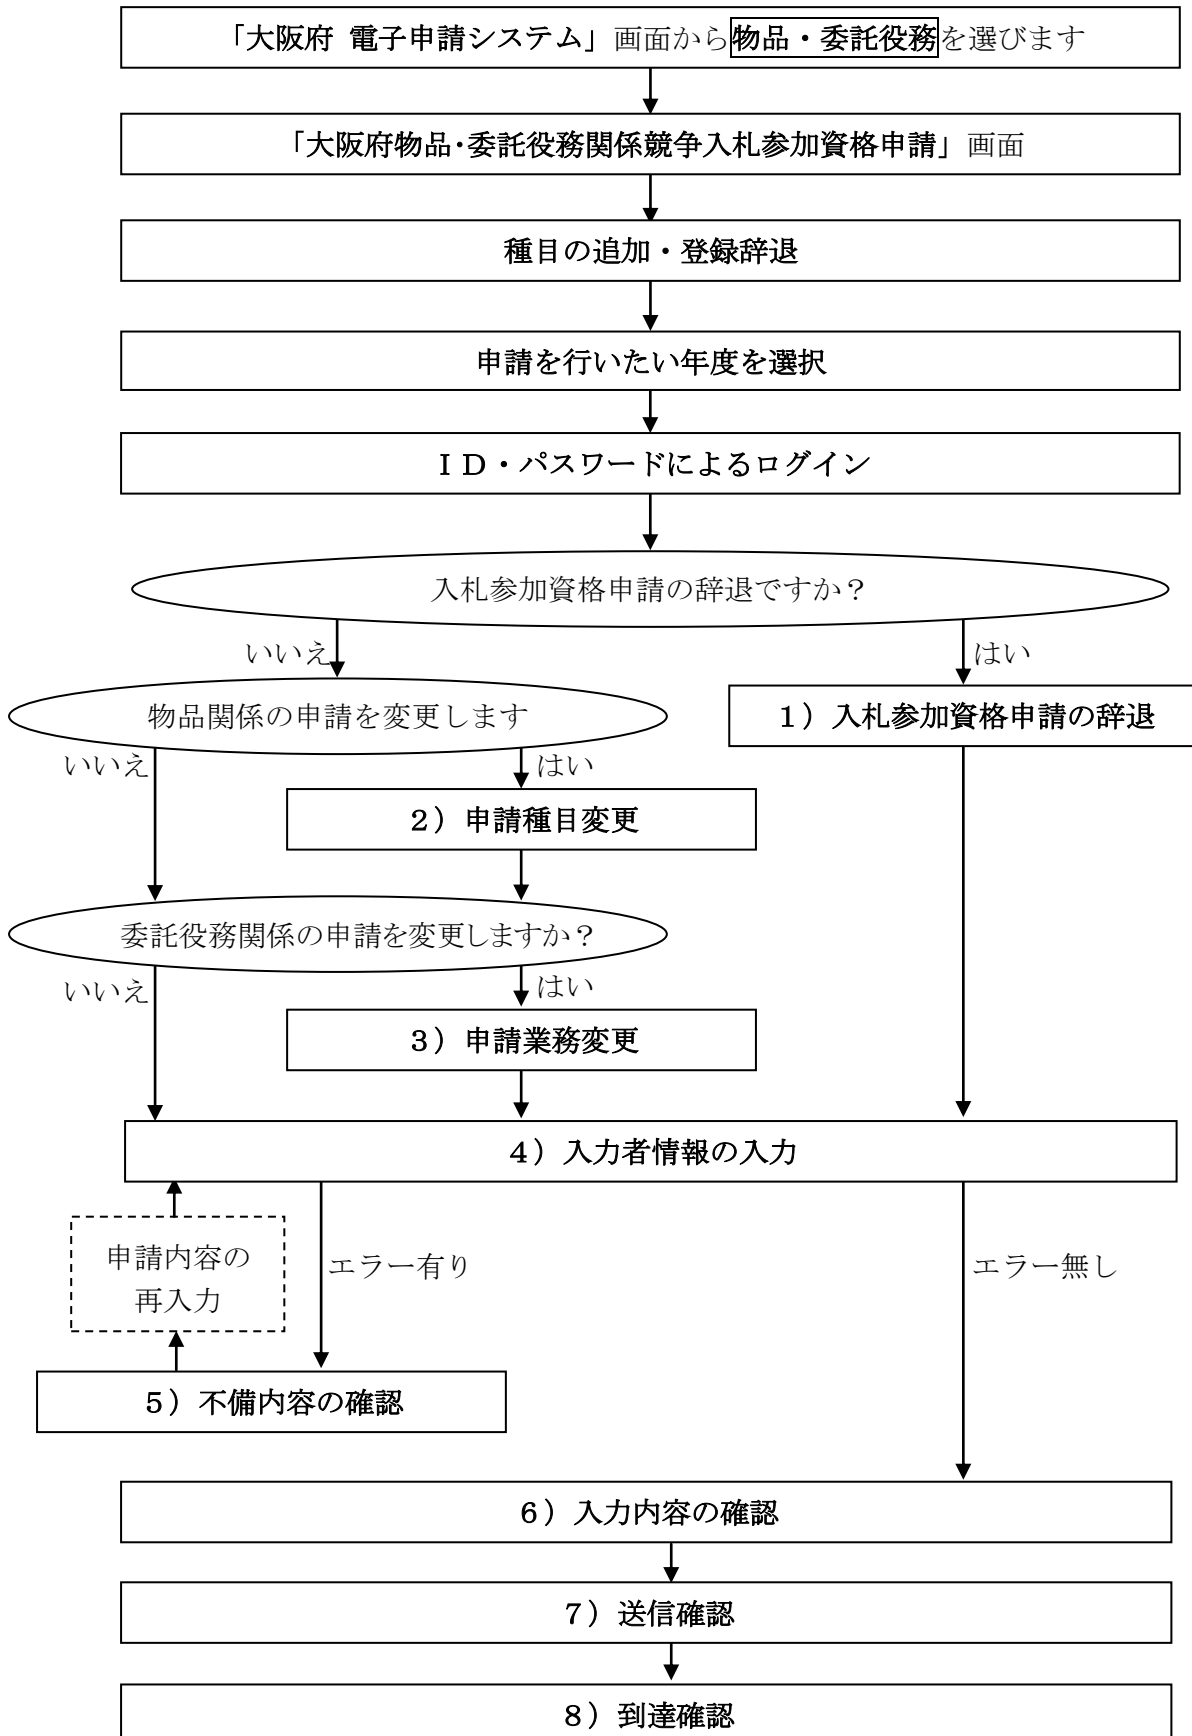 「大阪府 電子申請システム」画面から物品・委託役務を選びます
「大阪府物品・委託役務関係競争入札参加資格申請」画面
種目の追加・登録辞退
申請を行いたい年度を選択
ＩＤ・パスワードによるログイン
入札参加資格申請の辞退ですか？
いいえ
はい
物品関係の申請を変更します
１）入札参加資格申請の辞退
いいえ
はい
２）申請種目変更
委託役務関係の申請を変更しますか？
いいえ
はい
３）申請業務変更
４）入力者情報の入力
申請内容の
再入力
エラー有り
エラー無し
５）不備内容の確認
６）入力内容の確認
７）送信確認
８）到達確認